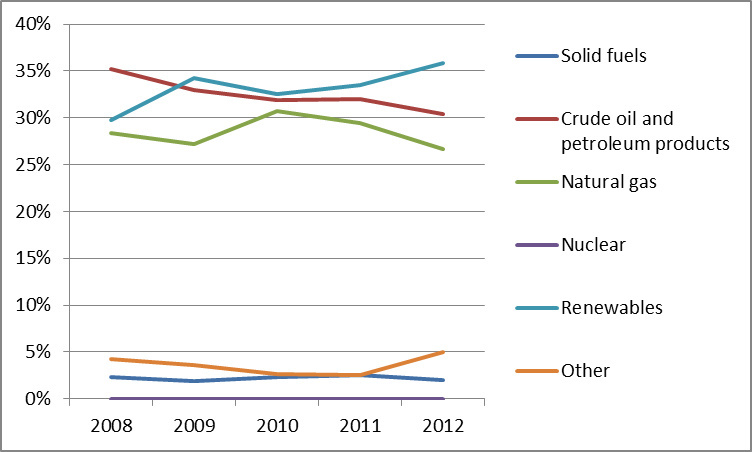 40%
35%
30%
25%
20%
15%
10%
5%
0%
2008 2009 2010 2011 2012
Solid fuels
Crude oil and
petroleum products
Natural gas
Nuclear
Renewables
Other